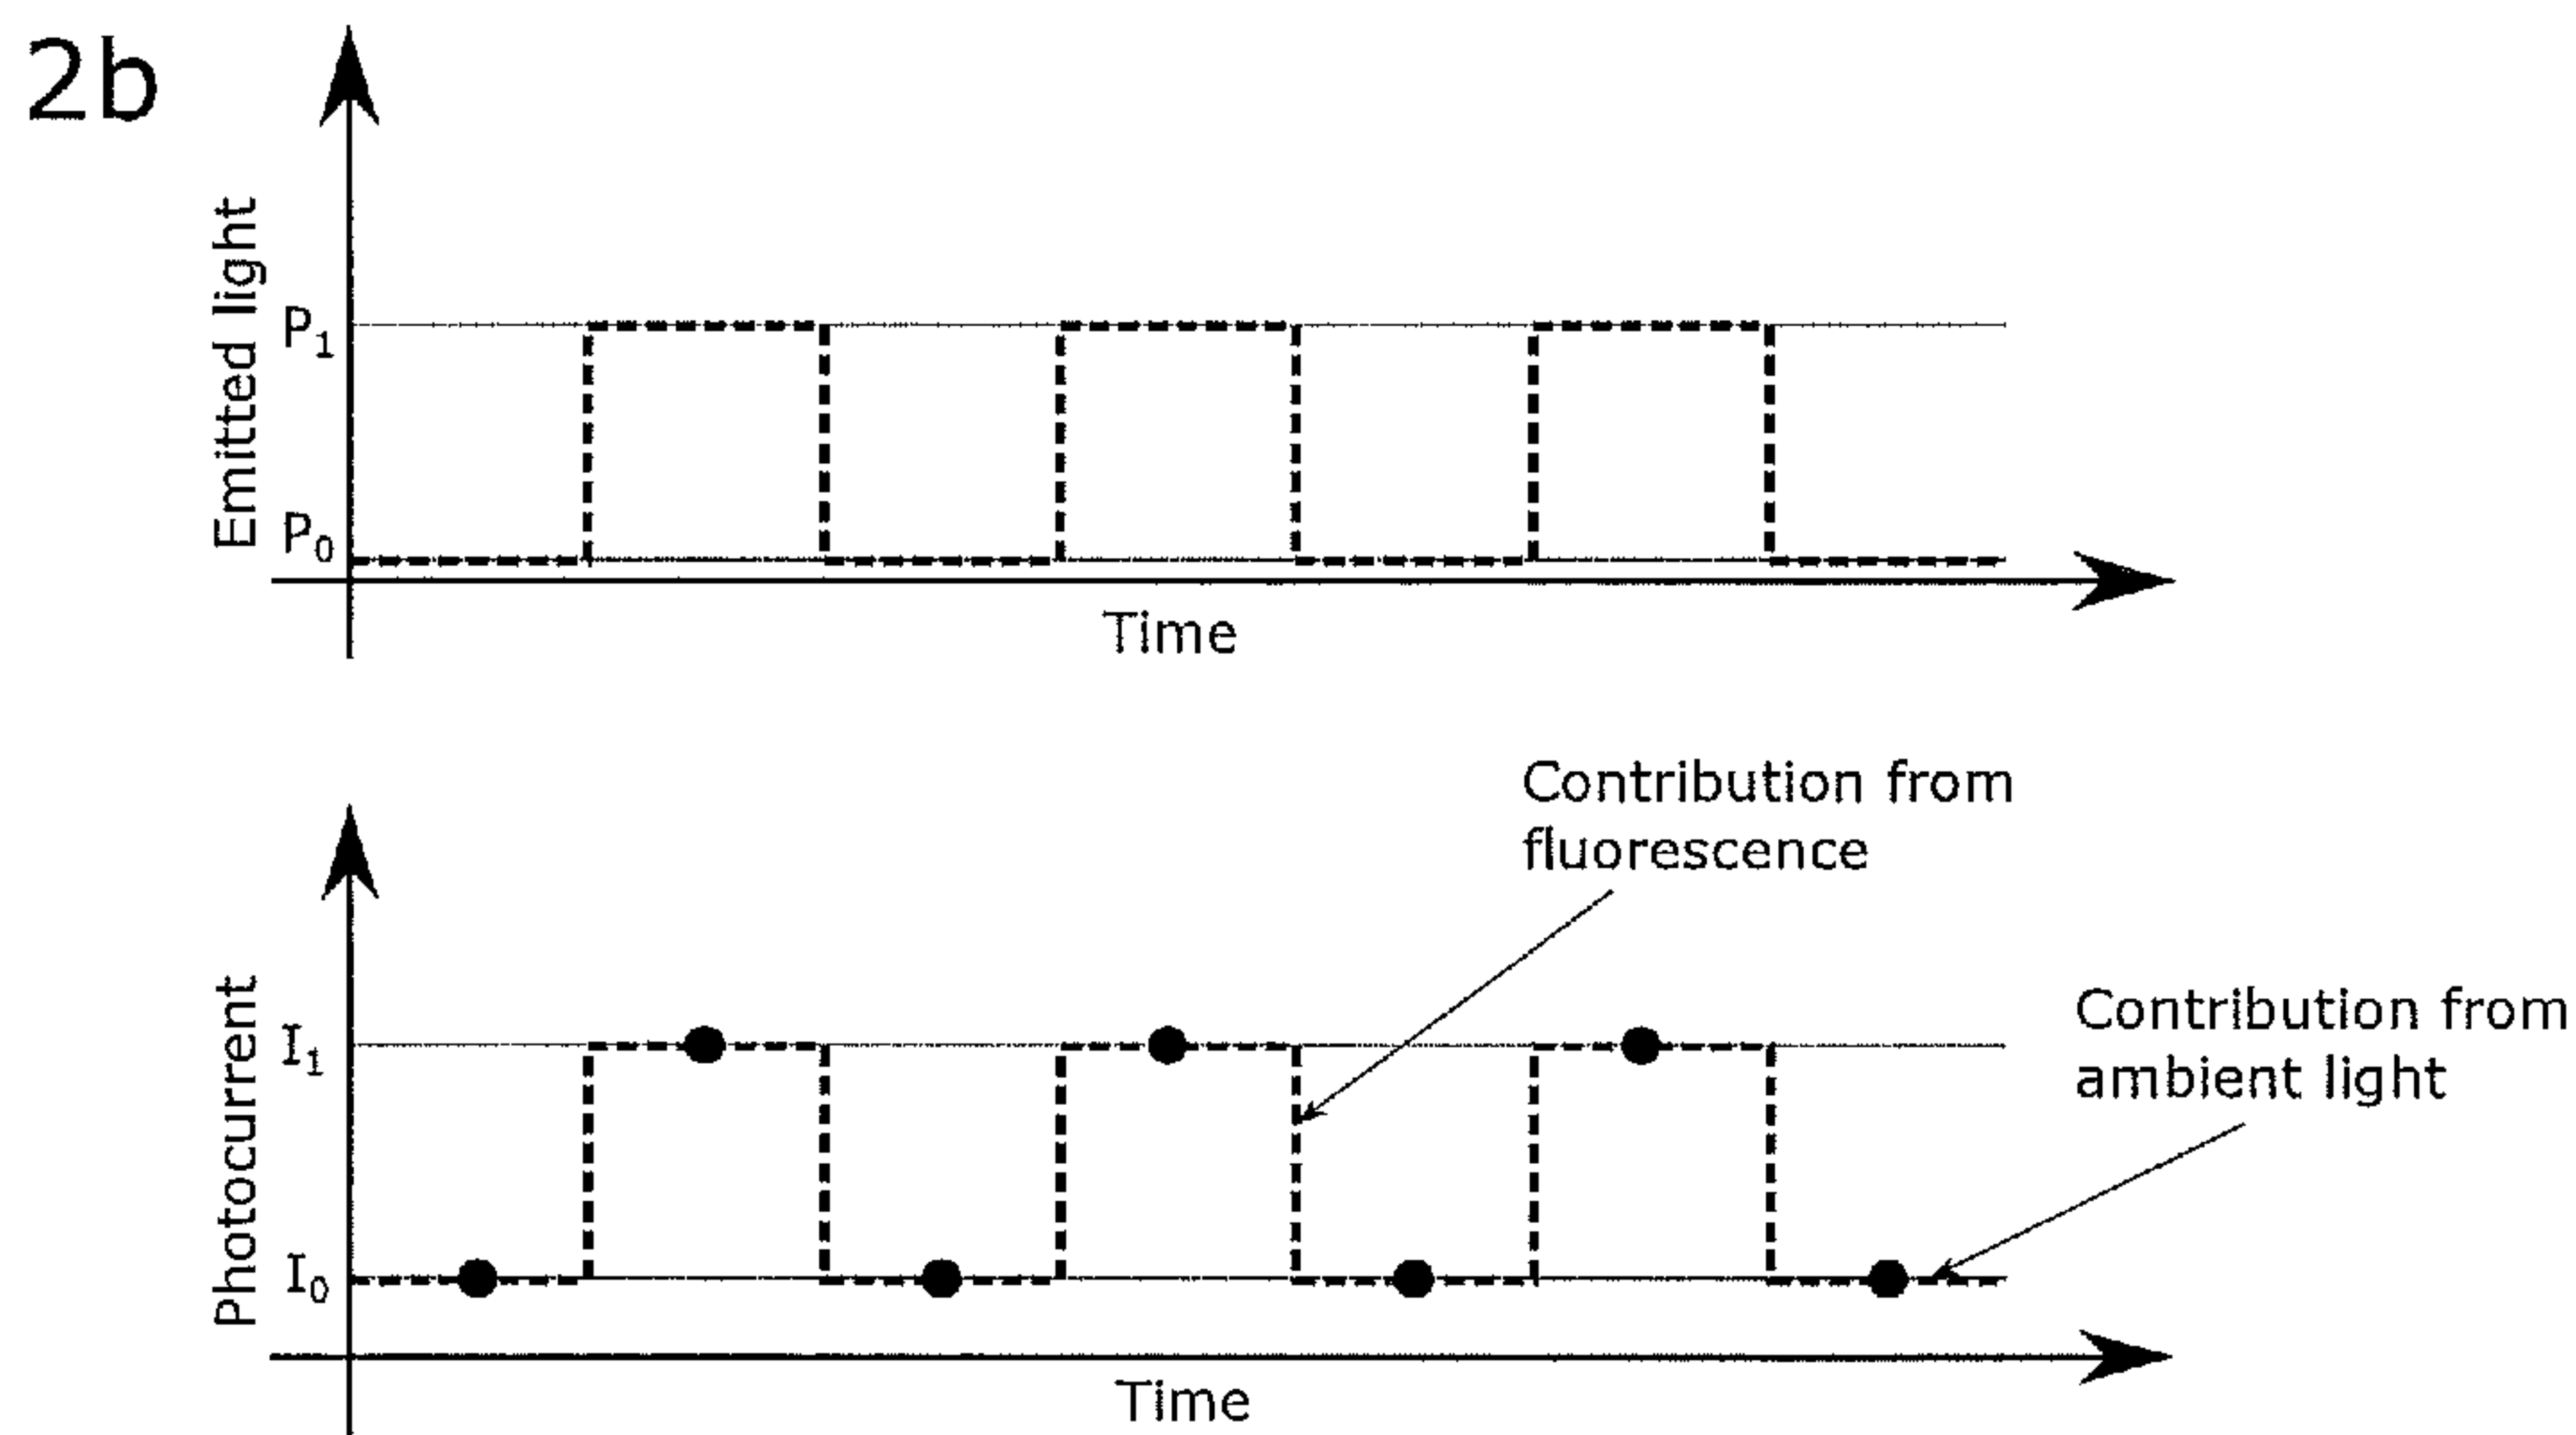 2b
Emitted light
P₁
P₀
Time
Contribution from
fluorescence
Contribution from
ambient light
Photocurrent
I₁
I₀
Time